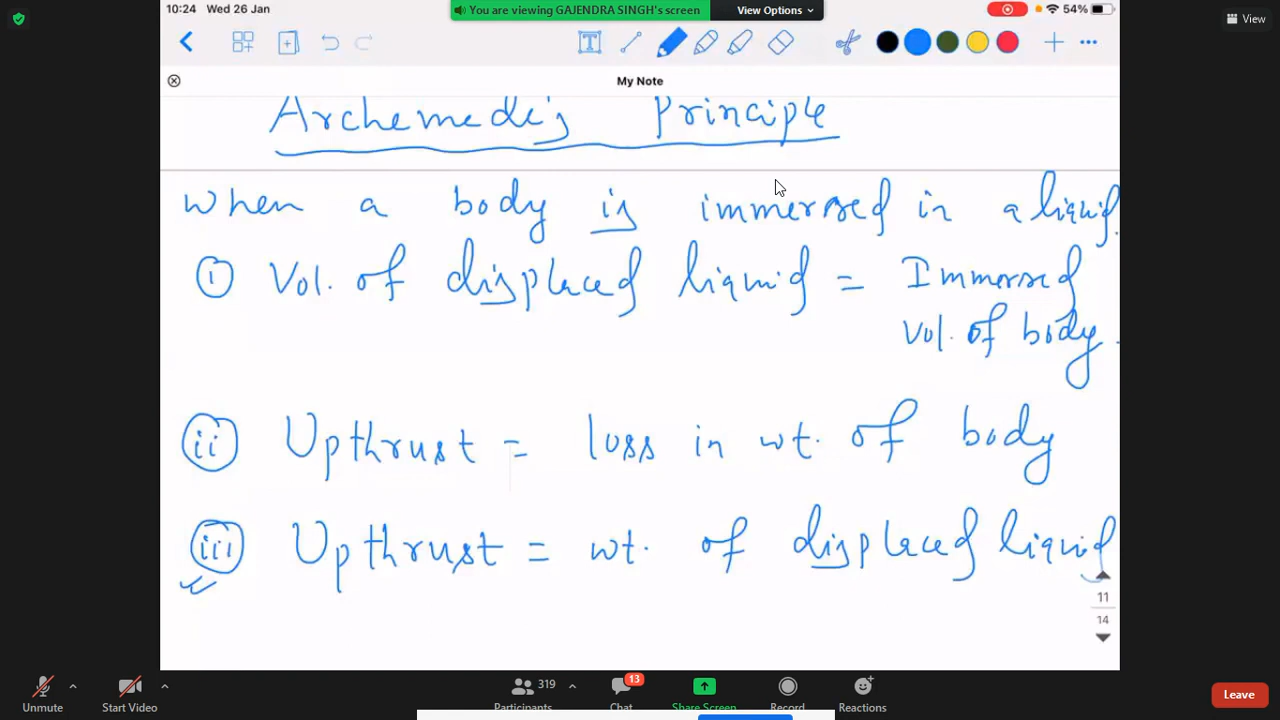 10:24 Wed 26 Jan
You are viewing GAJENDRA SINGH's screen
View Options
54%
View
My Note
Archemede's Principle
When a body is immersed in a liquid.
(i) Vol. of displaced liquid = Immersed
Vol. of body.
(ii) Upthrust = loss in wt. of body
(iii) Upthrust = wt. of displaced liquid
11
14
Unmute
Start Video
319
Participants
13
Chat
Share Screen
Record
Reactions
Leave